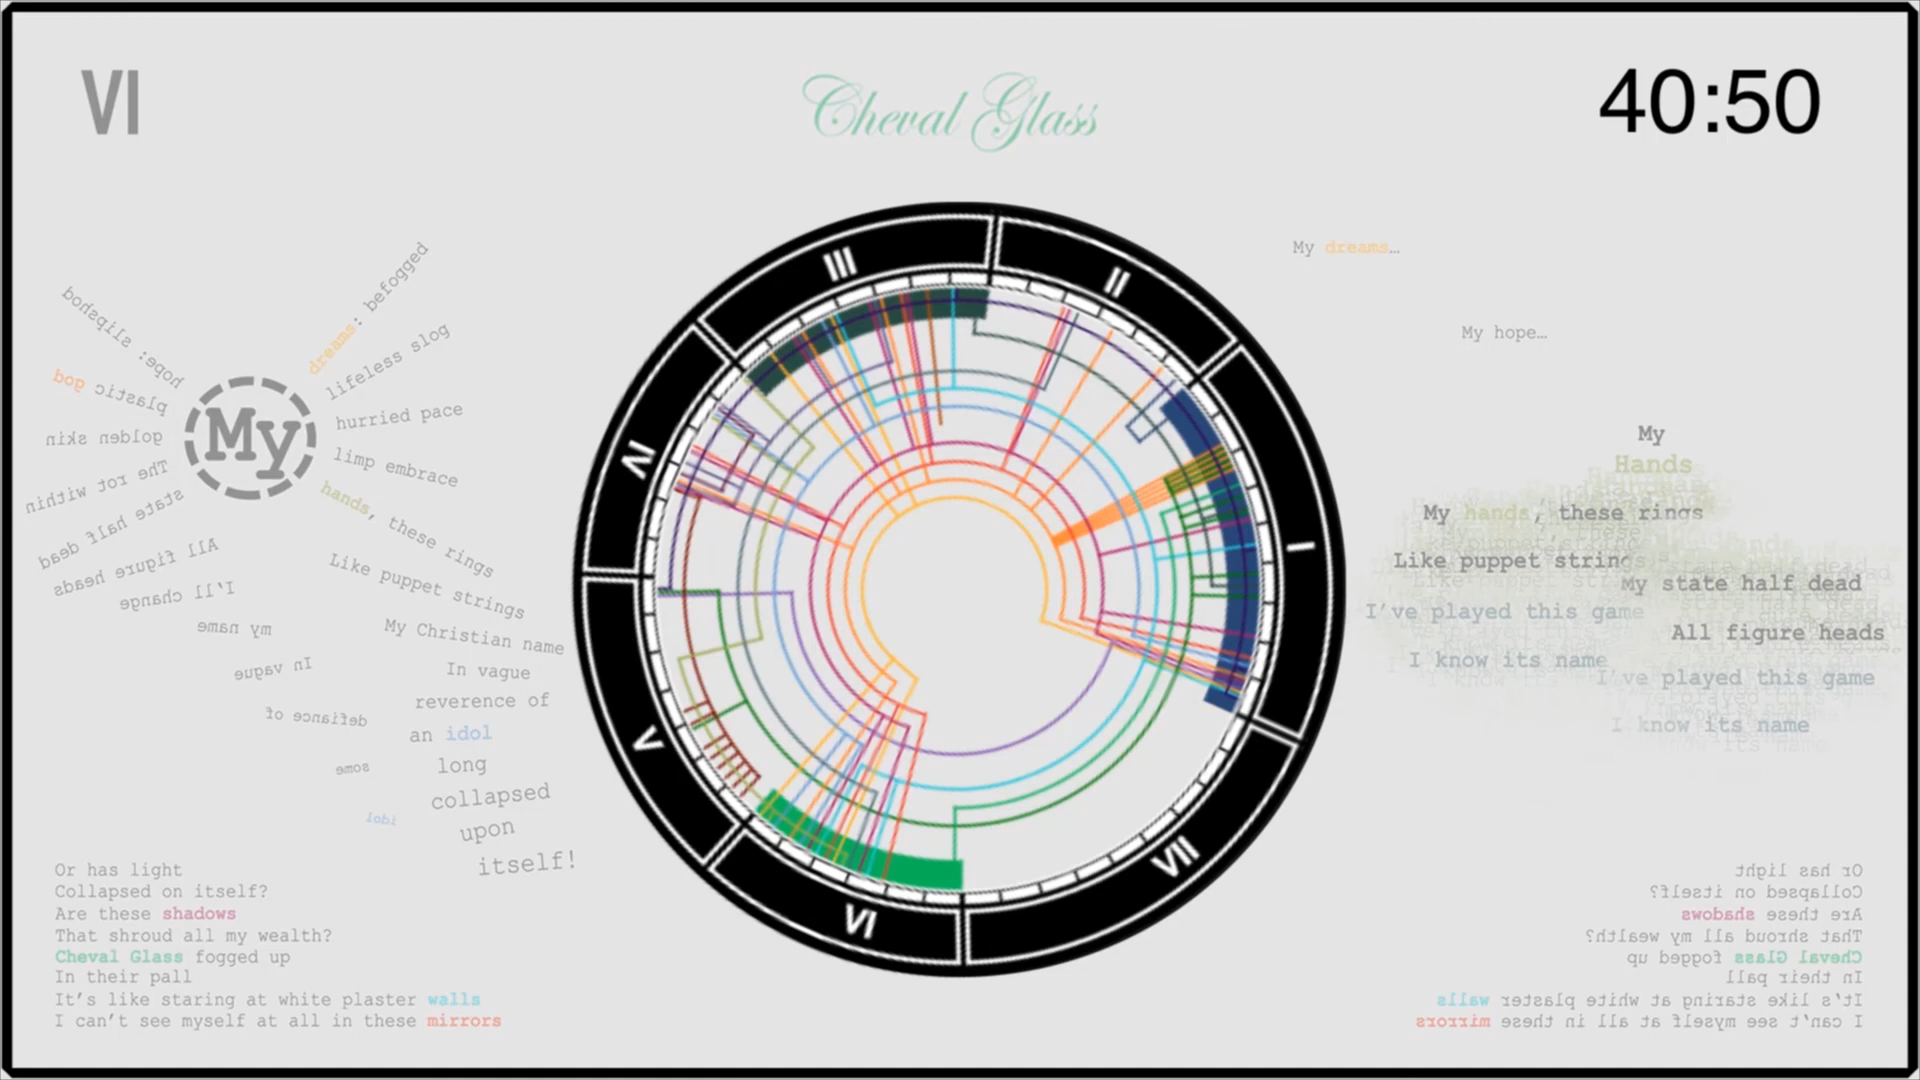 VI
Cheval Glass
40:50
III
II
I
IV
V
VI
VII
My
dreams: befogged
lifeless slog
hurried pace
limp embrace
hands, these rings
Like puppet strings
My Christian name
In vague
reverence of
an idol
long
collapsed
upon
itself!
hope: slipshod
plastic god
golden skin
The rot within
state half dead
All figure heads
I'll change
my name
In vague
defiance of
some
idol
My dreams…
My hope…
My
Hands
My hands, these rings
Like puppet strings
My state half dead
I've played this game
All figure heads
I know its name
I've played this game
I know its name
Or has light
Collapsed on itself?
Are these shadows
That shroud all my wealth?
Cheval Glass fogged up
In their pall
It's like staring at white plaster walls
I can't see myself at all in these mirrors
Or has light
Collapsed on itself?
Are these shadows
That shroud all my wealth?
Cheval Glass fogged up
In their pall
It's like staring at white plaster walls
I can't see myself at all in these mirrors